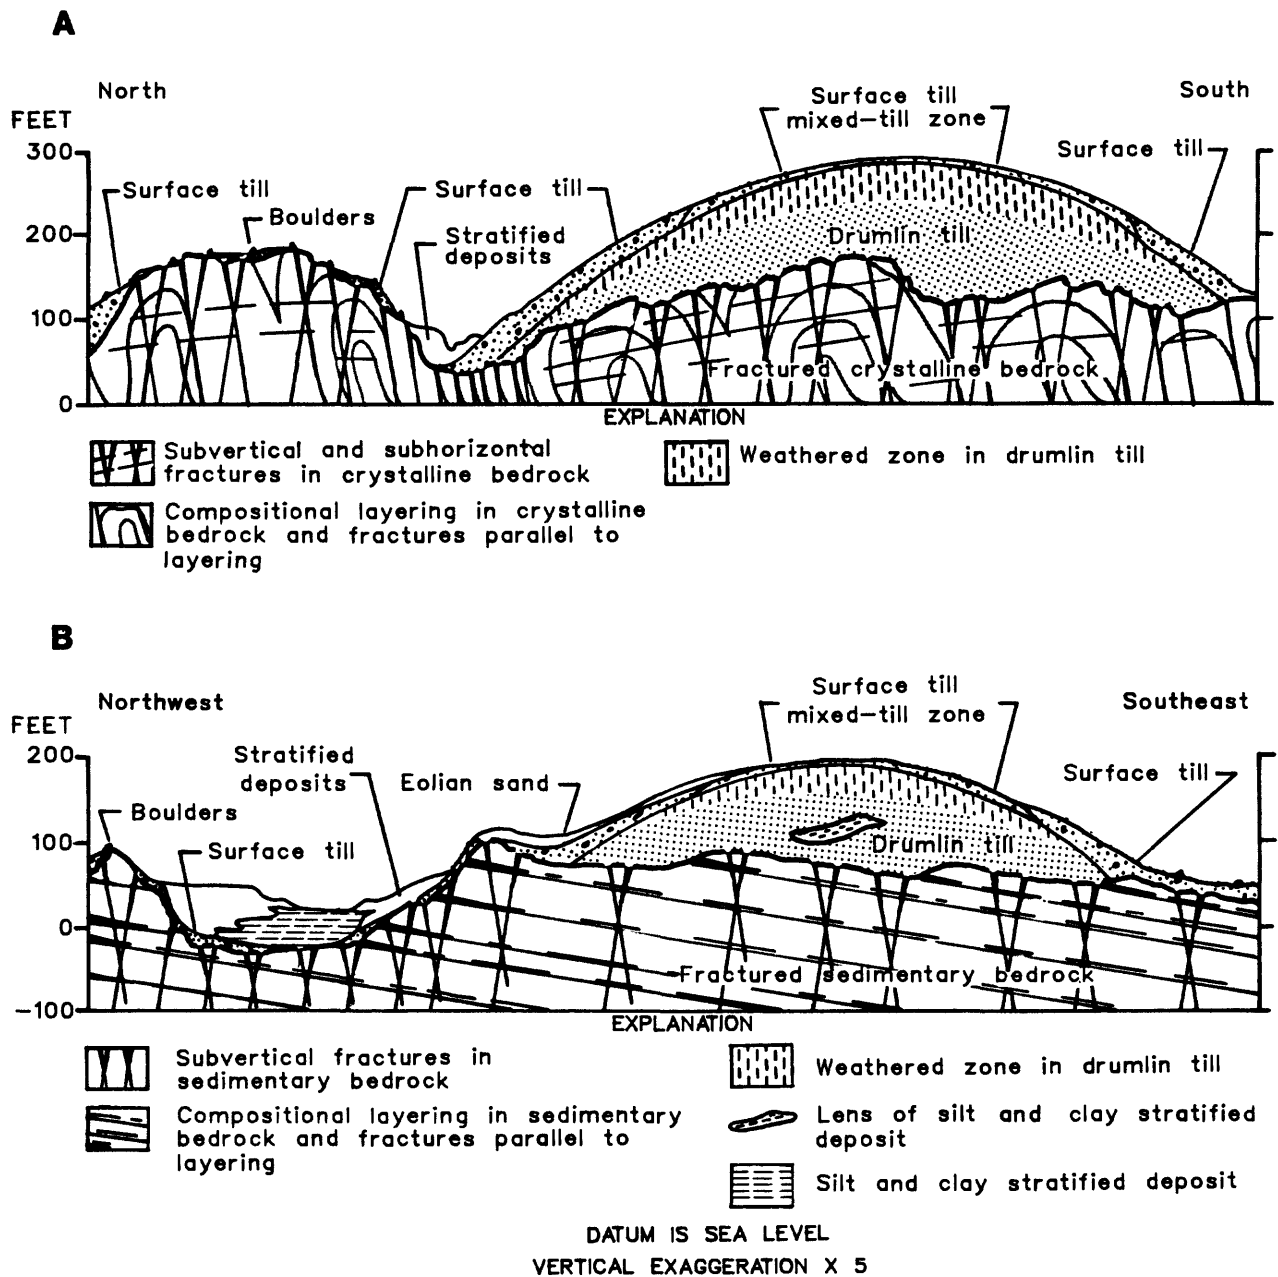 A
North
South
FEET
Surface till
mixed-till zone
Surface till
300
Surface till
Surface till
Boulders
200
Stratified
deposits
Drumlin till
100
Fractured crystalline bedrock
0
EXPLANATION
Subvertical and subhorizontal
fractures in crystalline bedrock
Weathered zone in drumlin till
Compositional layering in crystalline
bedrock and fractures parallel to
layering
B
Northwest
Southeast
FEET
Surface till
mixed-till zone
200
Stratified
deposits
Eolian sand
Surface till
Boulders
100
Surface till
Drumlin till
0
Fractured sedimentary bedrock
-100
EXPLANATION
Subvertical fractures in
sedimentary bedrock
Compositional layering in sedimentary
bedrock and fractures parallel to
layering
Weathered zone in drumlin till
Lens of silt and clay stratified
deposit
Silt and clay stratified deposit
DATUM IS SEA LEVEL
VERTICAL EXAGGERATION X 5